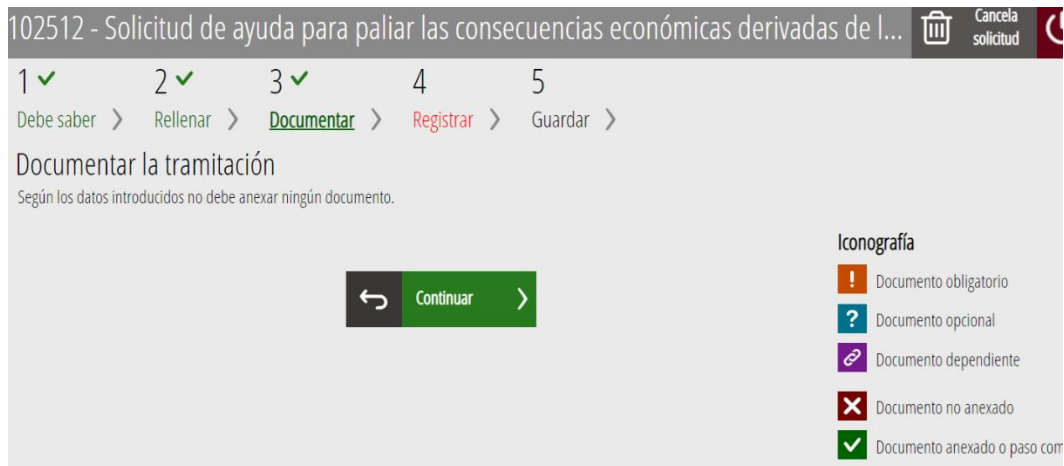 102512 - Solicitud de ayuda para paliar las consecuencias económicas derivadas de l...
Cancela
solicitud
1 2 3 4 5
Debe saber Rellenar Documentar Registrar Guardar
Documentar la tramitación
Según los datos introducidos no debe anexar ningún documento.
Continuar
Iconografía
! Documento obligatorio
? Documento opcional
Documento dependiente
Documento no anexado
Documento anexado o paso com